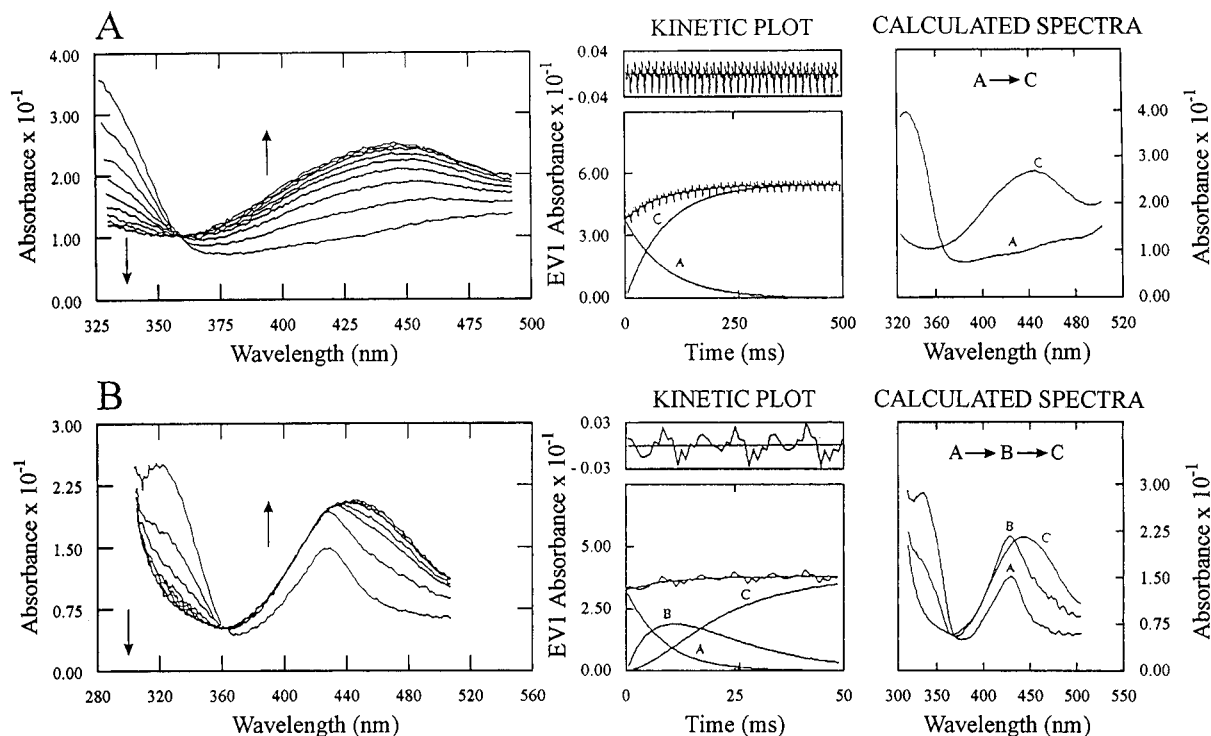 A
KINETIC PLOT
CALCULATED SPECTRA
Absorbance x 10⁻¹
4.00
3.00
2.00
1.00
0.00
325 350 375 400 425 450 475 500
Wavelength (nm)
0.04
-0.04
EV1 Absorbance x 10⁻¹
6.00
3.00
0.00
C
A
0 250 500
Time (ms)
A → C
C
A
4.00
3.00
2.00
1.00
0.00
Absorbance x 10⁻¹
320 360 400 440 480 520
Wavelength (nm)
B
KINETIC PLOT
CALCULATED SPECTRA
Absorbance x 10⁻¹
3.00
2.25
1.50
0.75
0.00
280 320 360 400 440 480 520 560
Wavelength (nm)
0.03
-0.03
EV1 Absorbance x 10⁻¹
5.00
2.50
0.00
B
C
A
0 25 50
Time (ms)
A → B → C
B
C
A
3.00
2.25
1.50
0.75
0.00
Absorbance x 10⁻¹
300 350 400 450 500 550
Wavelength (nm)